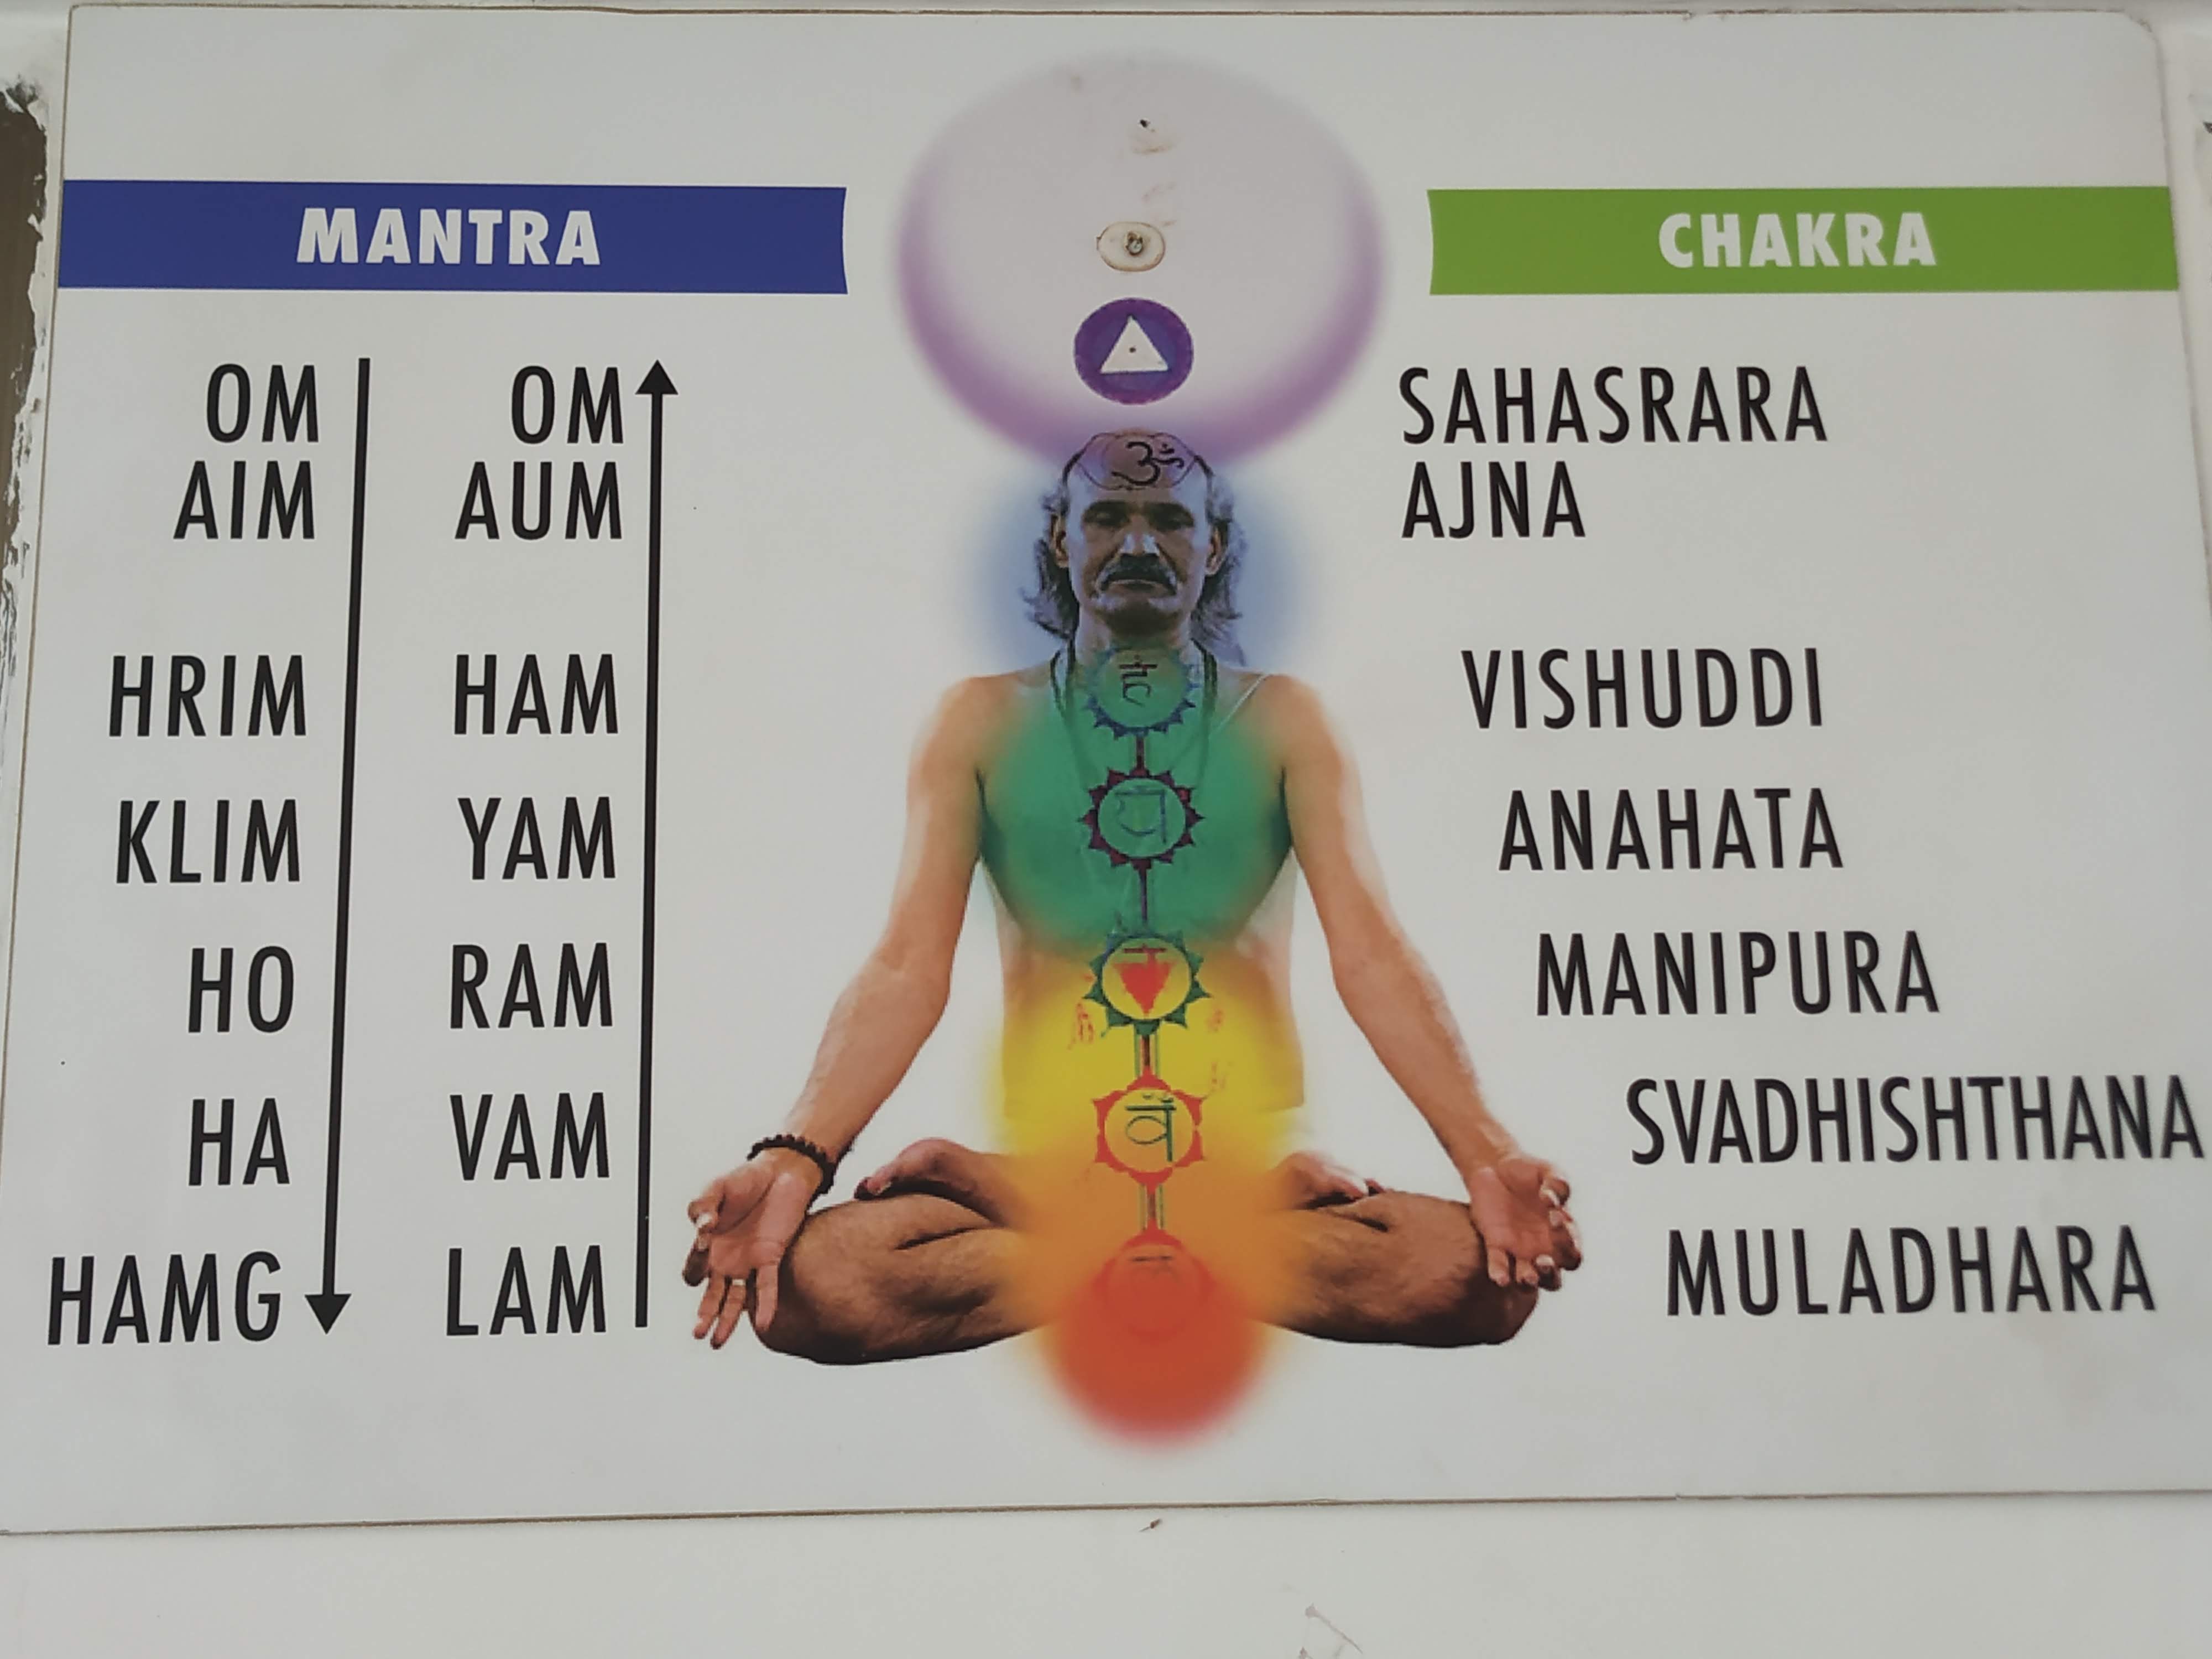 MANTRA
CHAKRA
OM OM SAHASRARA
AIM AUM AJNA
HRIM HAM VISHUDDI
KLIM YAM ANAHATA
HO RAM MANIPURA
HA VAM SVADHISHTHANA
HAMG LAM MULADHARA
ॐ
हं
यं
वं